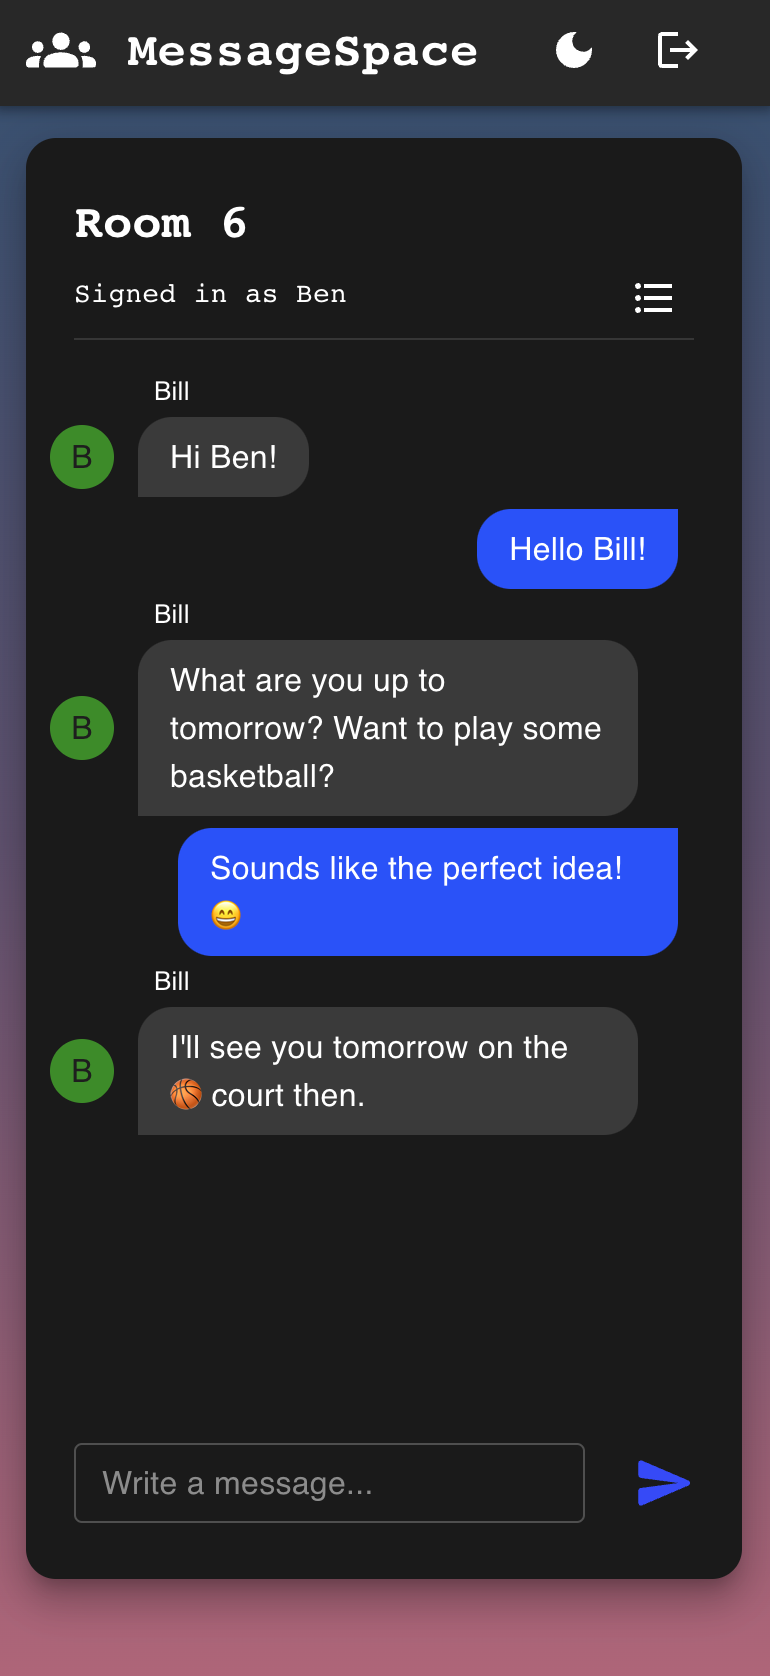 MessageSpace
Room 6
Signed in as Ben
Bill
B
Hi Ben!
Hello Bill!
Bill
B
What are you up to
tomorrow? Want to play some
basketball?
Sounds like the perfect idea!
😄
Bill
B
I'll see you tomorrow on the
🏀 court then.
Write a message...